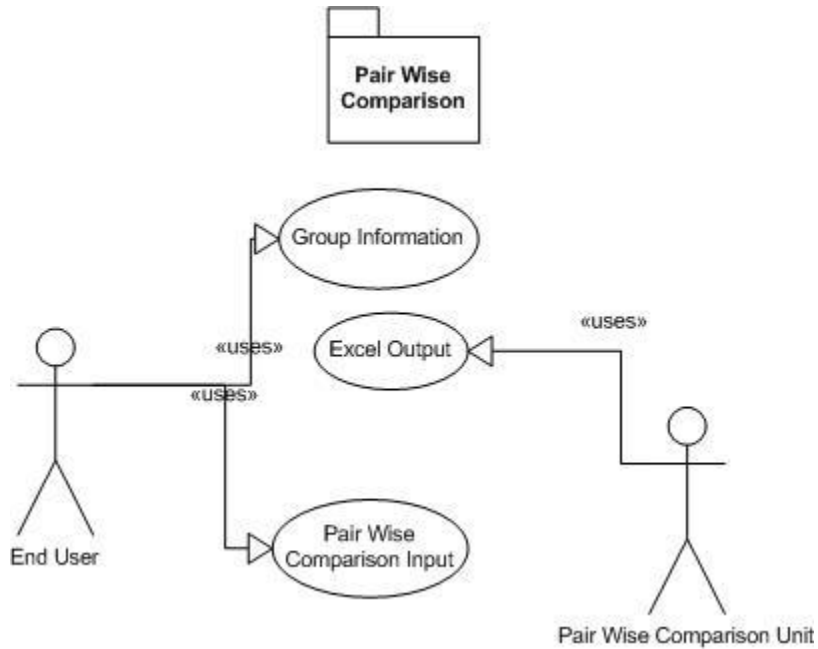 Pair Wise
Comparison
Group Information
«uses»
Excel Output
«uses»
«uses»
End User
Pair Wise
Comparison Input
Pair Wise Comparison Unit